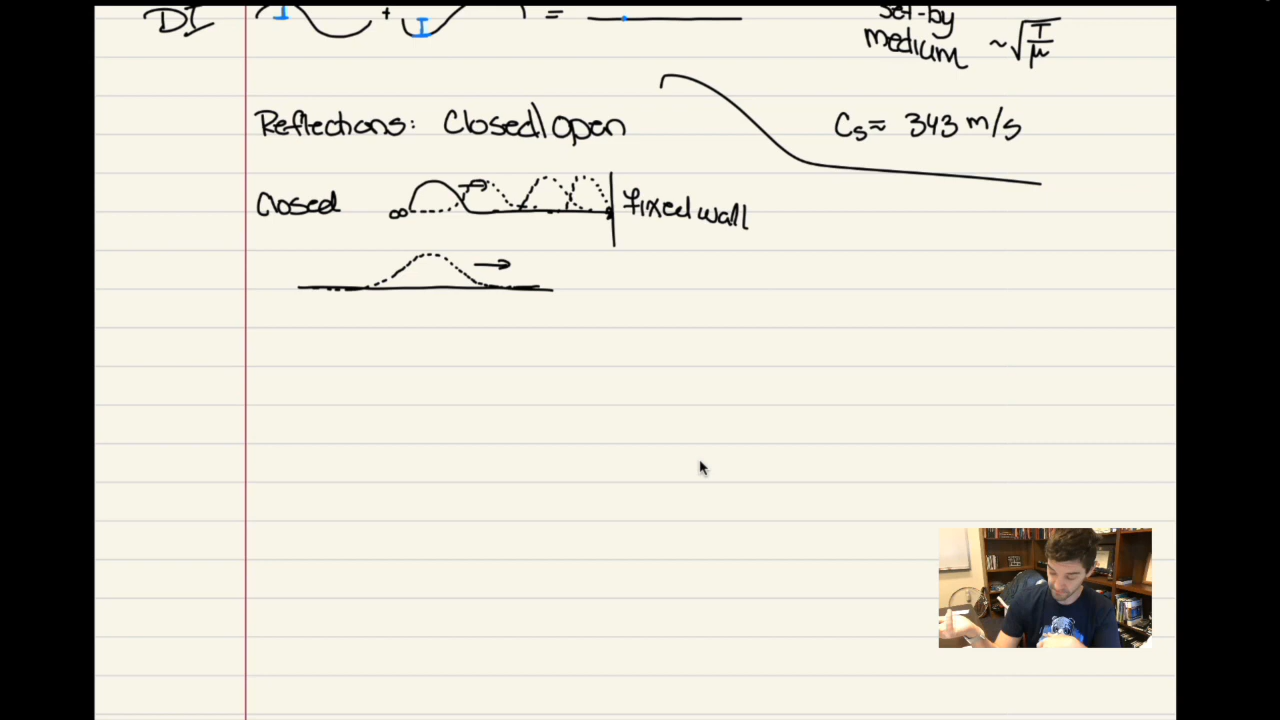 DI + =
set by
medium ~√T/μ
Reflections: Closed\open
Cs≈ 343 m/s
Closed ∞ fixed wall